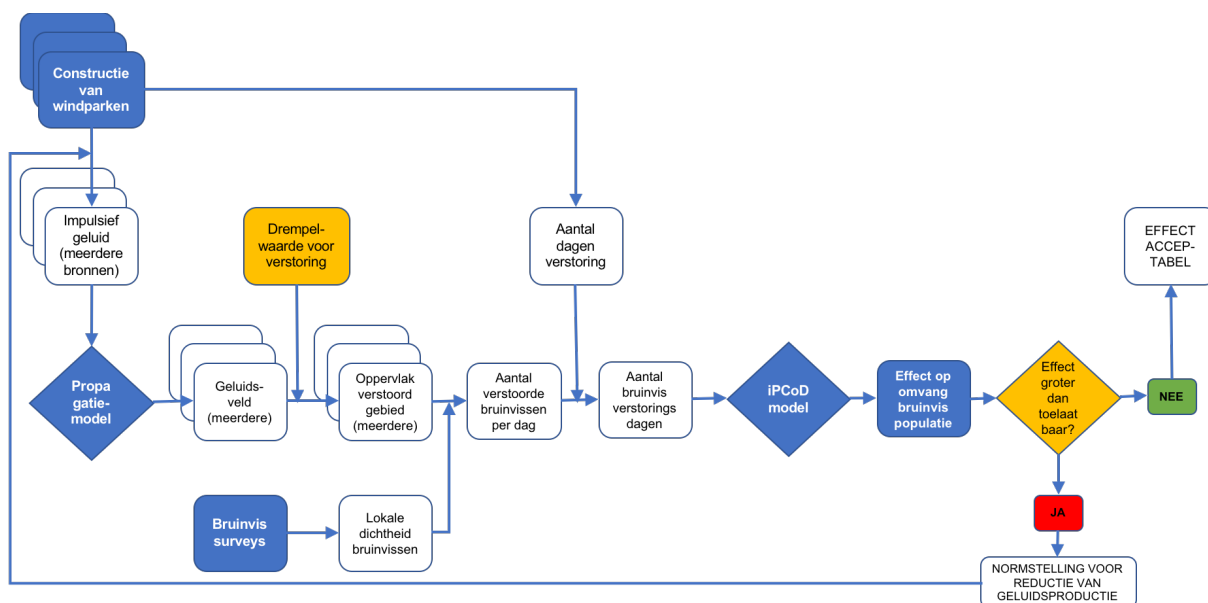 Constructie
van
windparken
Impulsief
geluid
(meerdere
bronnen)
Drempel-
waarde voor
verstoring
Aantal
dagen
verstoring
EFFECT
ACCEP-
TABEL
Propa
gatie-
model
Geluids-
veld
(meerdere)
Oppervlak
verstoord
gebied
(meerdere)
Aantal
verstoorde
bruinvissen
per dag
Aantal
bruinvis
verstorings
dagen
iPCoD
model
Effect op
omvang
bruinvis
populatie
Effect
groter dan
toelaat
baar?
NEE
JA
Bruinvis
surveys
Lokale
dichtheid
bruinvissen
NORMSTELLING VOOR
REDUCTIE VAN
GELUIDSPRODUCTIE